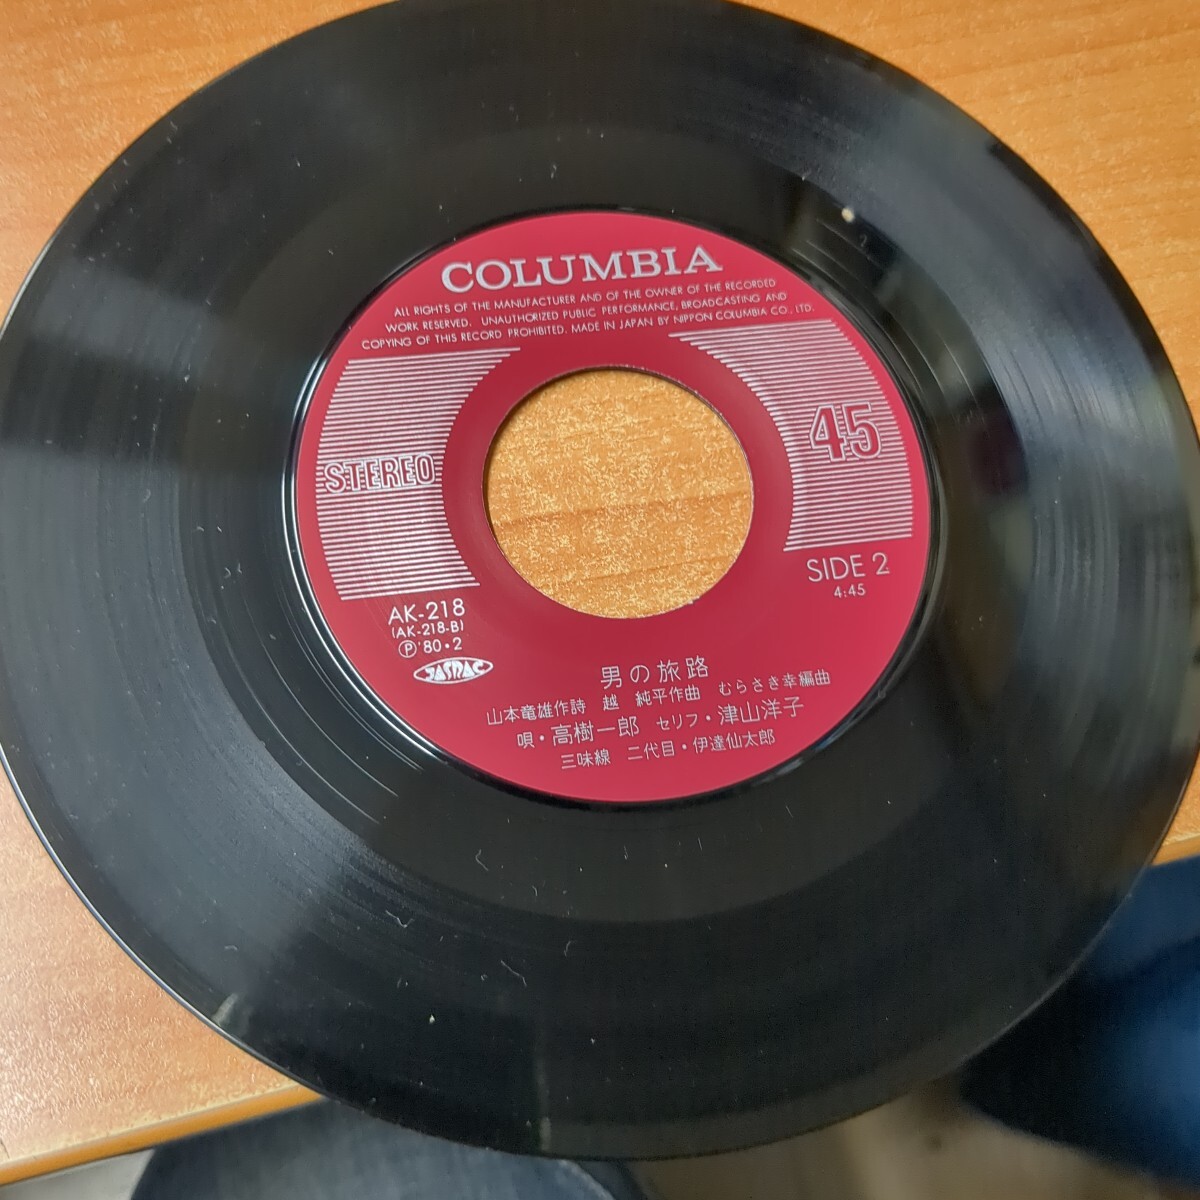 COLUMBIA
ALL RIGHTS OF THE MANUFACTURER AND OF THE OWNER OF THE RECORDED
WORK RESERVED. UNAUTHORIZED PUBLIC PERFORMANCE, BROADCASTING AND
COPYING OF THIS RECORD PROHIBITED. MADE IN JAPAN BY NIPPON COLUMBIA CO., LTD.
STEREO
45
SIDE 2
4:45
AK-218
(AK-218-B)
Ⓟ'80・2
JASRAC
男の旅路
山本竜雄作詩 越 純平作曲 むらさき幸編曲
唄・高樹一郎 セリフ・津山洋子
三味線 二代目・伊達仙太郎